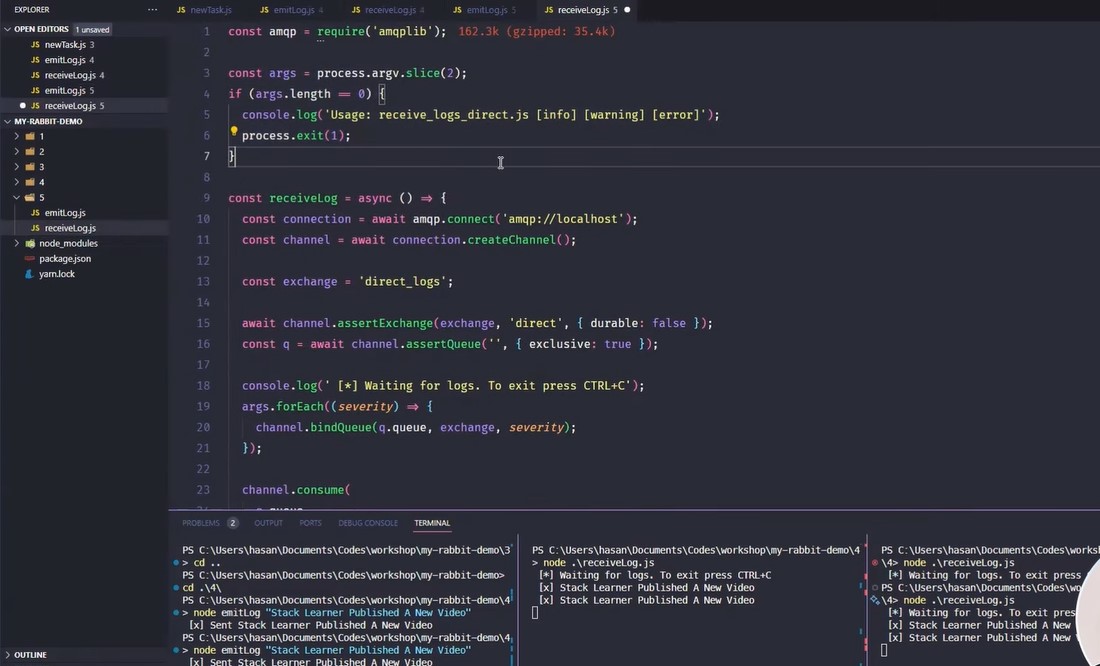 EXPLORER
...
JS newTask.js
JS emitLog.js 4
JS receiveLog.js 4
JS emitLog.js 5
JS receiveLog.js 5
OPEN EDITORS 1 unsaved
JS newTask.js 3
JS emitLog.js 4
JS receiveLog.js 4
JS emitLog.js 5
JS receiveLog.js 5
MY-RABBIT-DEMO
1
2
3
4
5
JS emitLog.js
JS receiveLog.js
node_modules
package.json
yarn.lock
OUTLINE
1 const amqp = require('amqplib'); 162.3k (gzipped: 35.4k)
2
3 const args = process.argv.slice(2);
4 if (args.length == 0) {
5 console.log('Usage: receive_logs_direct.js [info] [warning] [error]');
6 process.exit(1);
7 }
8
9 const receiveLog = async () => {
10 const connection = await amqp.connect('amqp://localhost');
11 const channel = await connection.createChannel();
12
13 const exchange = 'direct_logs';
14
15 await channel.assertExchange(exchange, 'direct', { durable: false });
16 const q = await channel.assertQueue('', { exclusive: true });
17
18 console.log(' [*] Waiting for logs. To exit press CTRL+C');
19 args.forEach((severity) => {
20 channel.bindQueue(q.queue, exchange, severity);
21 });
22
23 channel.consume(
PROBLEMS 2 OUTPUT PORTS DEBUG CONSOLE TERMINAL
PS C:\Users\hasan\Documents\Codes\workshop\my-rabbit-demo\3
> cd ..
PS C:\Users\hasan\Documents\Codes\workshop\my-rabbit-demo>
cd .\4\
PS C:\Users\hasan\Documents\Codes\workshop\my-rabbit-demo\4
> node emitLog "Stack Learner Published A New Video"
[x] Sent Stack Learner Published A New Video
PS C:\Users\hasan\Documents\Codes\workshop\my-rabbit-demo\4
> node emitLog "Stack Learner Published A New Video"
[x] Sent Stack Learner Published A New Video
PS C:\Users\hasan\Documents\Codes\workshop\my-rabbit-demo\4
> node .\receiveLog.js
[*] Waiting for logs. To exit press CTRL+C
[x] Stack Learner Published A New Video
[x] Stack Learner Published A New Video
PS C:\Users\hasan\Documents\Codes\works
\4> node .\receiveLog.js
[*] Waiting for logs. To exit press
PS C:\Users\hasan\Documents\Codes
\4> node .\receiveLog.js
[*] Waiting for logs. To exit pres
[x] Stack Learner Published A New
[x] Stack Learner Published A New